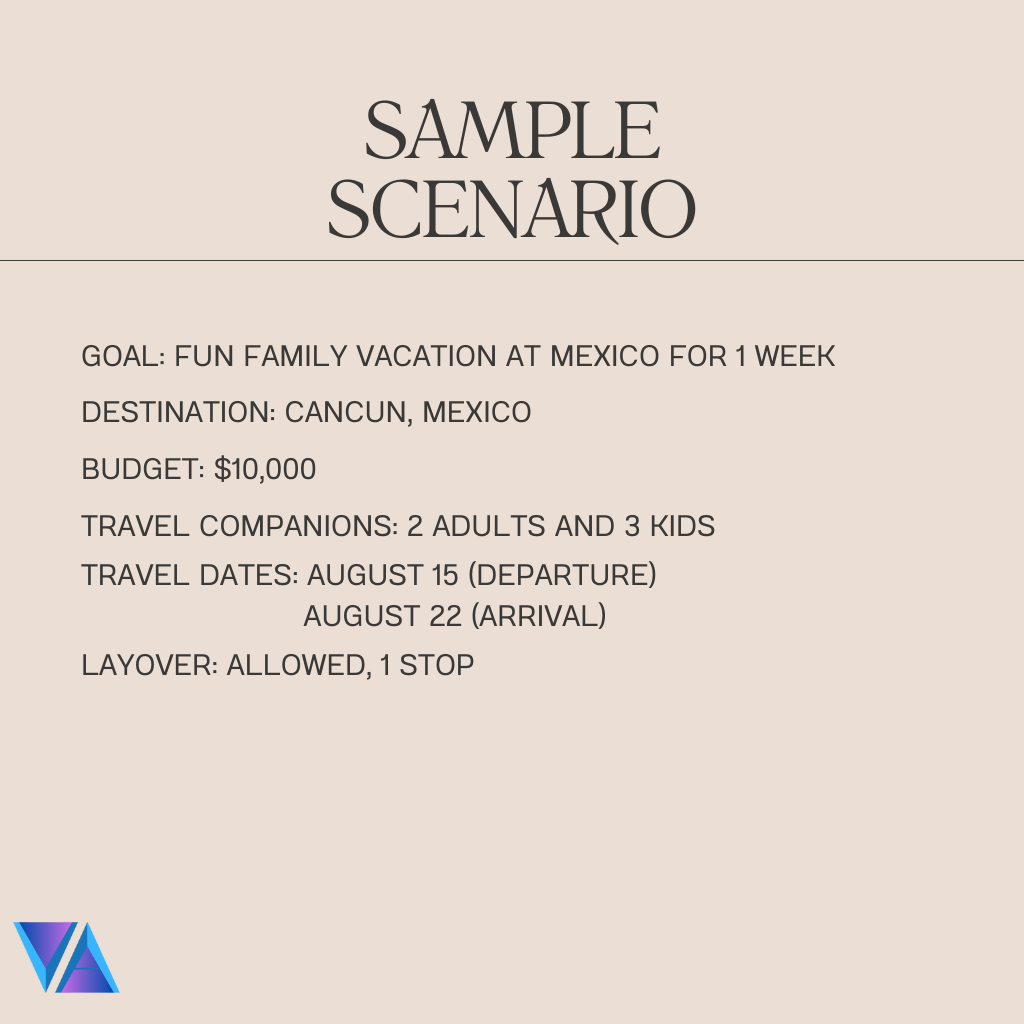 SAMPLE
SCENARIO
GOAL: FUN FAMILY VACATION AT MEXICO FOR 1 WEEK
DESTINATION: CANCUN, MEXICO
BUDGET: $10,000
TRAVEL COMPANIONS: 2 ADULTS AND 3 KIDS
TRAVEL DATES: AUGUST 15 (DEPARTURE)
AUGUST 22 (ARRIVAL)
LAYOVER: ALLOWED, 1 STOP
VA